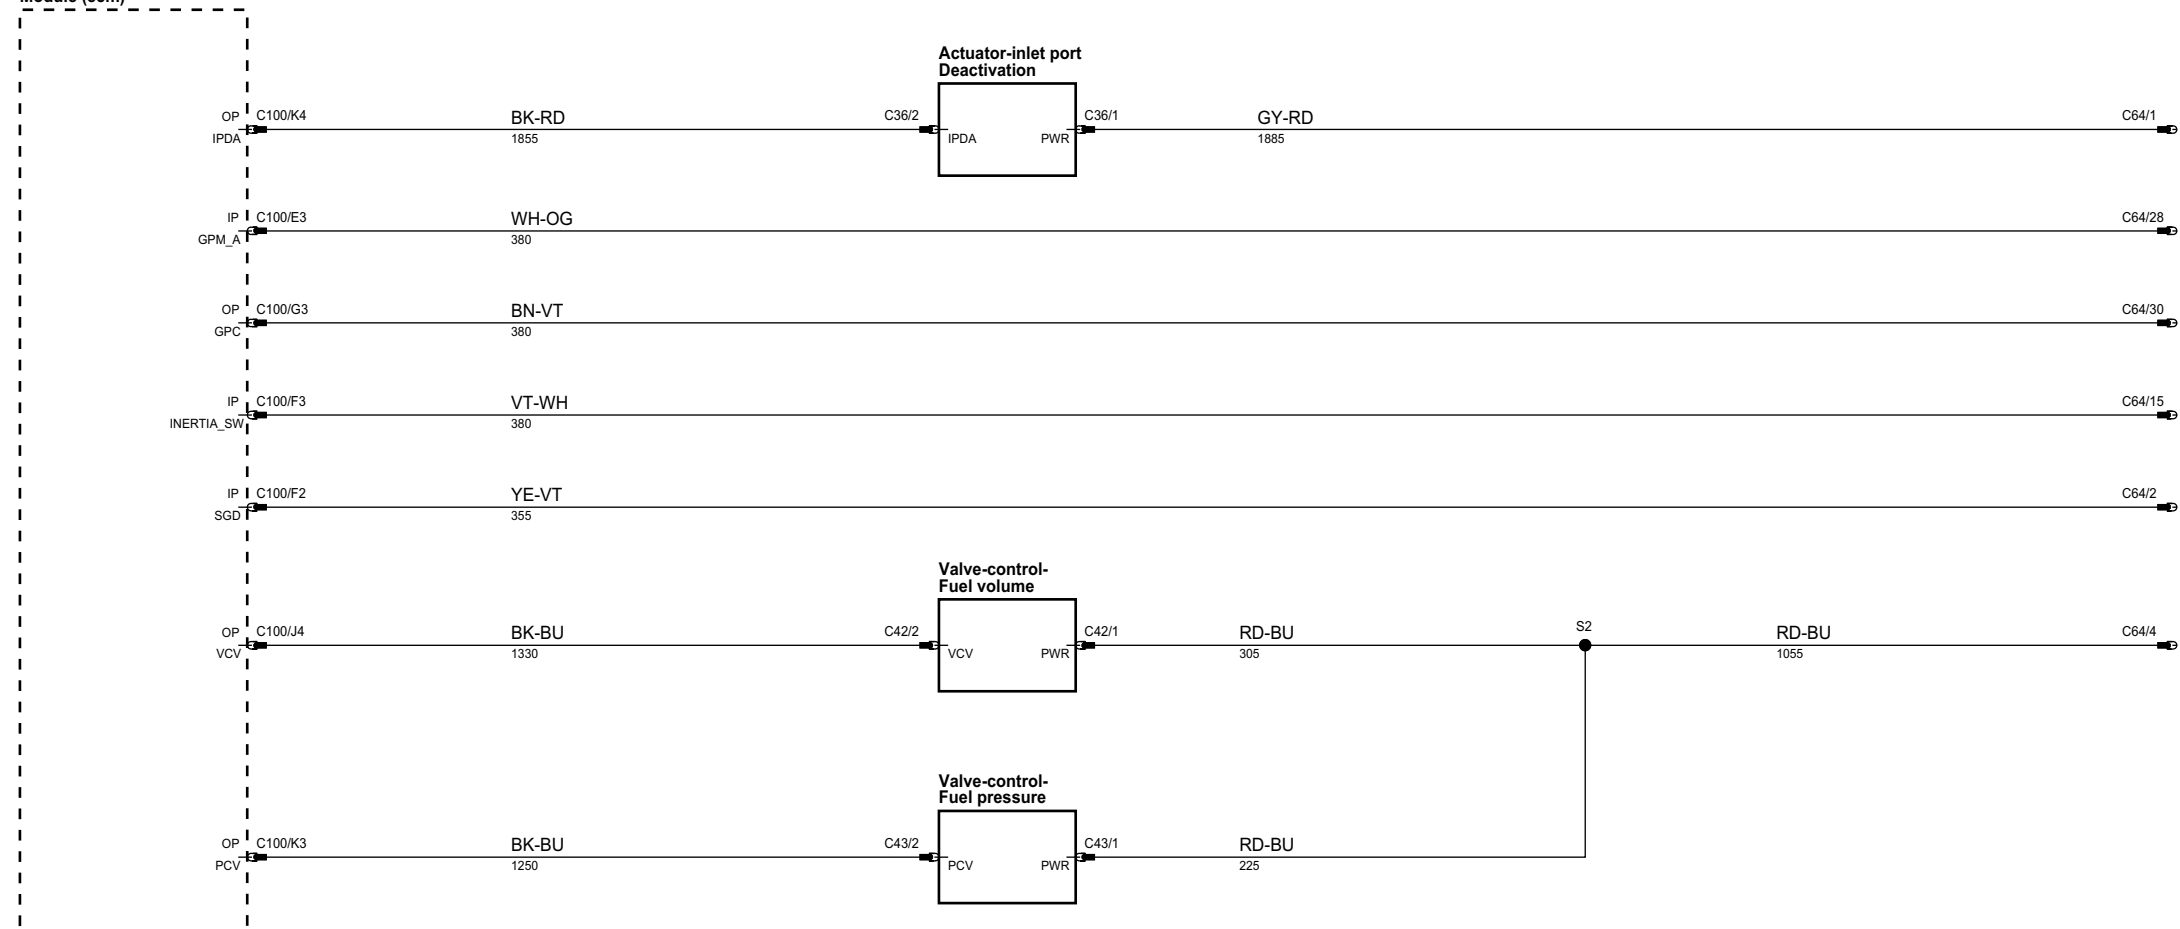 Actuator-inlet port
Deactivation
OP C100/K4 BK-RD C36/2 C36/1 GY-RD C64/1
IPDA 1855 IPDA PWR 1885
IP C100/E3 WH-OG C64/28
GPM_A 380
OP C100/G3 BN-VT C64/30
GPC 380
IP C100/F3 VT-WH C64/15
INERTIA_SW 380
IP C100/F2 YE-VT C64/2
SGD 355
Valve-control-
Fuel volume
OP C100/J4 BK-BU C42/2 C42/1 RD-BU S2 RD-BU C64/4
VCV 1330 VCV PWR 305 1055
Valve-control-
Fuel pressure
OP C100/K3 BK-BU C43/2 C43/1 RD-BU
PCV 1250 PCV PWR 225